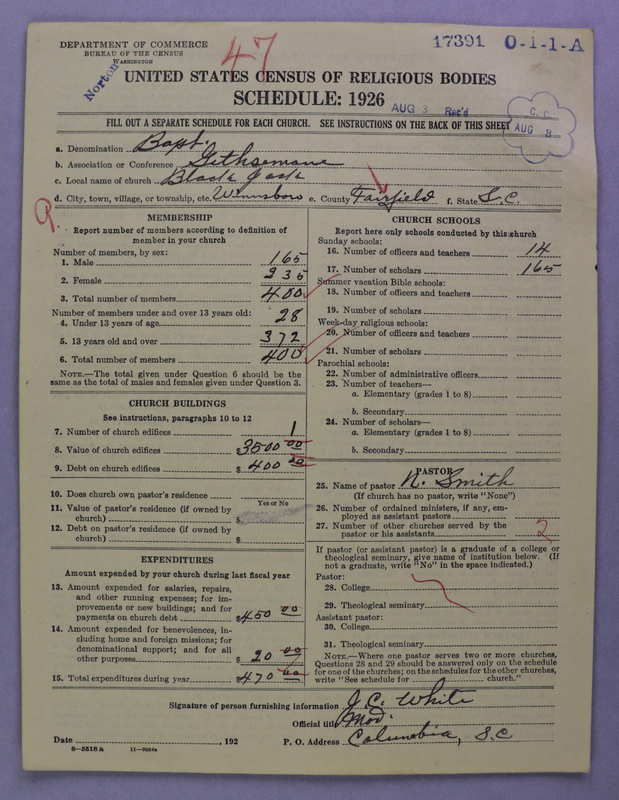 DEPARTMENT OF COMMERCE
BUREAU OF THE CENSUS
WASHINGTON
Norton
47
17391 O-1-1-A
UNITED STATES CENSUS OF RELIGIOUS BODIES
SCHEDULE: 1926
AUG 3 Rec'd
C. C.
AUG 3
FILL OUT A SEPARATE SCHEDULE FOR EACH CHURCH. SEE INSTRUCTIONS ON THE BACK OF THIS SHEET
a. Denomination Bapt.
b. Association or Conference Gethsemane
c. Local name of church Black Jack
d. City, town, village, or township, etc. Winnsboro e. County Fairfield f. State S.C.
MEMBERSHIP
Report number of members according to definition of
member in your church
Number of members, by sex:
1. Male 165
2. Female 235
3. Total number of members 400
Number of members under and over 13 years old:
4. Under 13 years of age 28
5. 13 years old and over 372
6. Total number of members 400
NOTE.—The total given under Question 6 should be the
same as the total of males and females given under Question 3.
CHURCH BUILDINGS
See instructions, paragraphs 10 to 12
7. Number of church edifices 1
8. Value of church edifices $3500 00
9. Debt on church edifices $ 400 00
10. Does church own pastor's residence
Yes or No
11. Value of pastor's residence (if owned by
church) $
12. Debt on pastor's residence (if owned by
church) $
EXPENDITURES
Amount expended by your church during last fiscal year
13. Amount expended for salaries, repairs,
and other running expenses; for im-
provements or new buildings; and for
payments on church debt $450 00
14. Amount expended for benevolences, in-
cluding home and foreign missions; for
denominational support; and for all
other purposes $ 20 00
15. Total expenditures during year $470 00
CHURCH SCHOOLS
Report here only schools conducted by this church
Sunday schools:
16. Number of officers and teachers 14
17. Number of scholars 165
Summer vacation Bible schools:
18. Number of officers and teachers
19. Number of scholars
Week-day religious schools:
20. Number of officers and teachers
21. Number of scholars
Parochial schools:
22. Number of administrative officers
23. Number of teachers—
a. Elementary (grades 1 to 8)
b. Secondary
24. Number of scholars—
a. Elementary (grades 1 to 8)
b. Secondary
PASTOR
25. Name of pastor N. Smith
(If church has no pastor, write "None")
26. Number of ordained ministers, if any, em-
ployed as assistant pastors
27. Number of other churches served by the
pastor or his assistants 2
If pastor (or assistant pastor) is a graduate of a college or
theological seminary, give name of institution below. (If
not a graduate, write "No" in the space indicated.)
Pastor:
28. College
29. Theological seminary
Assistant pastor:
30. College
31. Theological seminary
NOTE.—Where one pastor serves two or more churches,
Questions 28 and 29 should be answered only on the schedule
for one of the churches; on the schedules for the other churches,
write "See schedule for church."
Signature of person furnishing information J. C. White
Official title Mod.
Date , 192 P. O. Address Columbia, S.C
8—5518 a